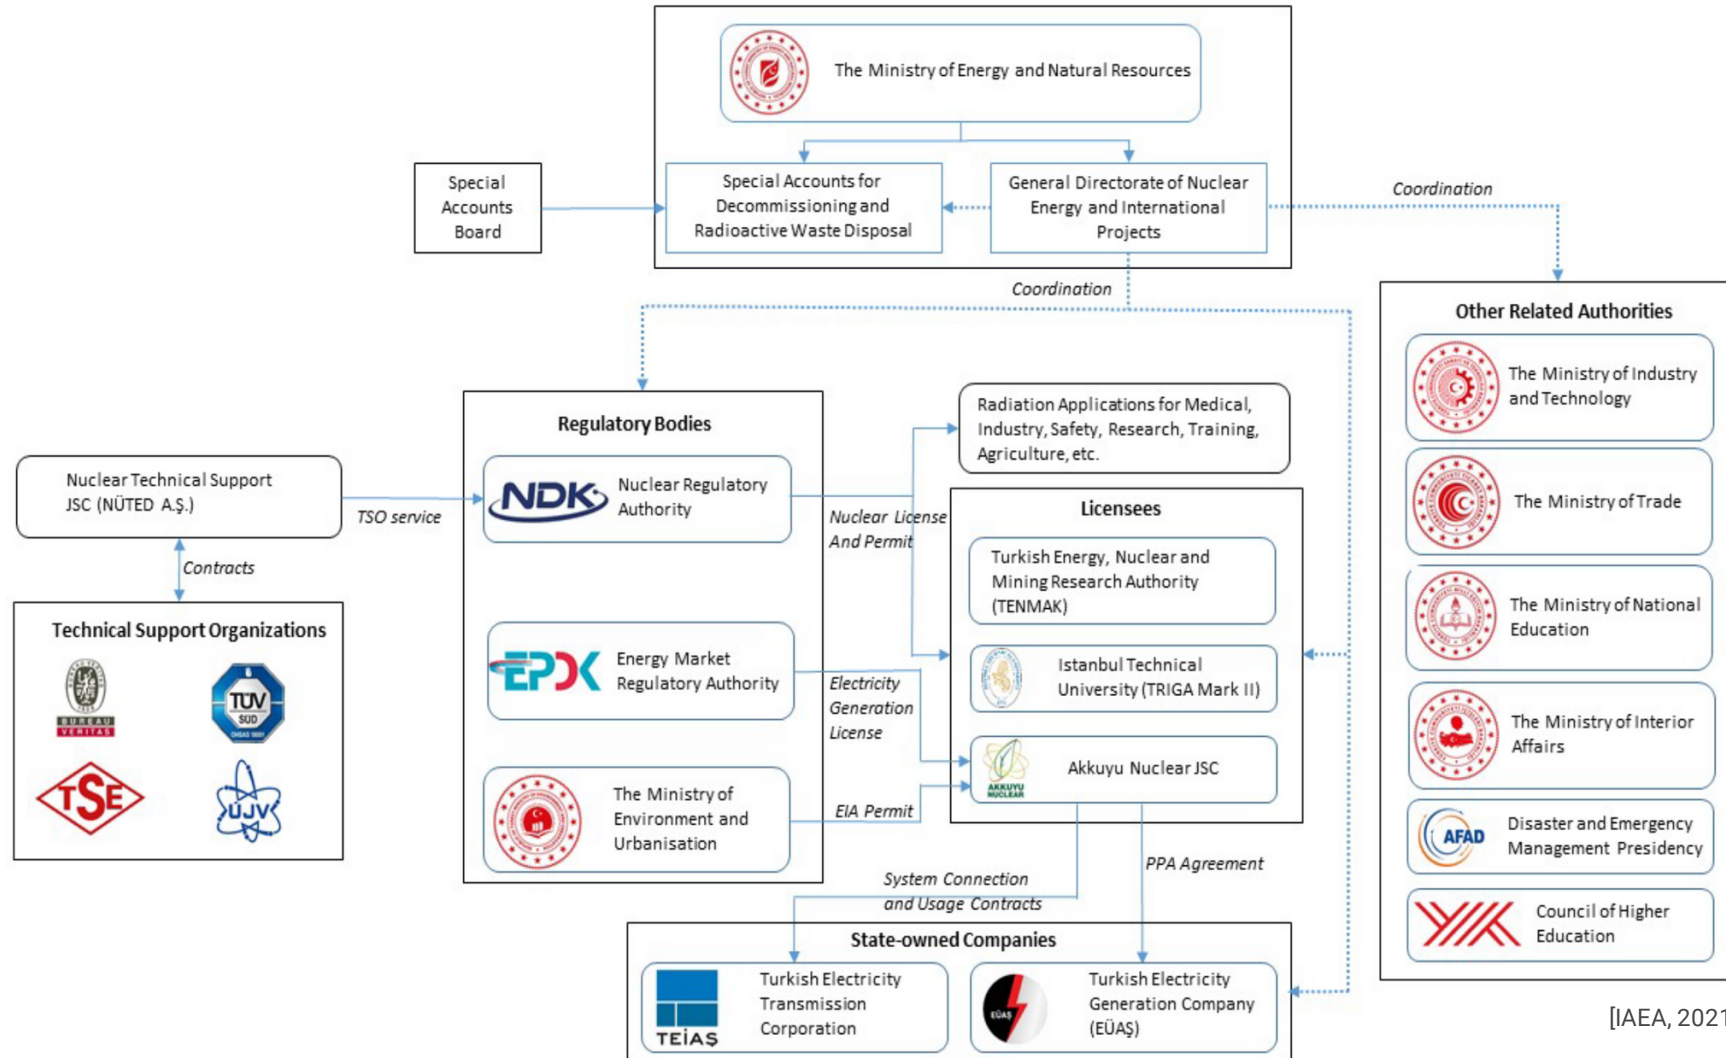 The Ministry of Energy and Natural Resources
Special
Accounts
Board
Special Accounts for
Decommissioning and
Radioactive Waste Disposal
General Directorate of Nuclear
Energy and International
Projects
Coordination
Coordination
Other Related Authorities
The Ministry of Industry
and Technology
The Ministry of Trade
The Ministry of National
Education
The Ministry of Interior
Affairs
AFAD
Disaster and Emergency
Management Presidency
Council of Higher
Education
Regulatory Bodies
NDK
Nuclear Regulatory
Authority
EPDK
Energy Market
Regulatory Authority
The Ministry of
Environment and
Urbanisation
Nuclear Technical Support
JSC (NÜTED A.Ş.)
TSO service
Contracts
Technical Support Organizations
BUREAU
VERITAS
TÜV
SÜD
OHSAS 18001
TSE
ÚJV
Radiation Applications for Medical,
Industry, Safety, Research, Training,
Agriculture, etc.
Nuclear License
And Permit
Electricity
Generation
License
EIA Permit
Licensees
Turkish Energy, Nuclear and
Mining Research Authority
(TENMAK)
Istanbul Technical
University (TRIGA Mark II)
AKKUYU
NUCLEAR
Akkuyu Nuclear JSC
System Connection
and Usage Contracts
PPA Agreement
State-owned Companies
TEİAŞ
Turkish Electricity
Transmission
Corporation
EÜAŞ
Turkish Electricity
Generation Company
(EÜAŞ)
[IAEA, 2021